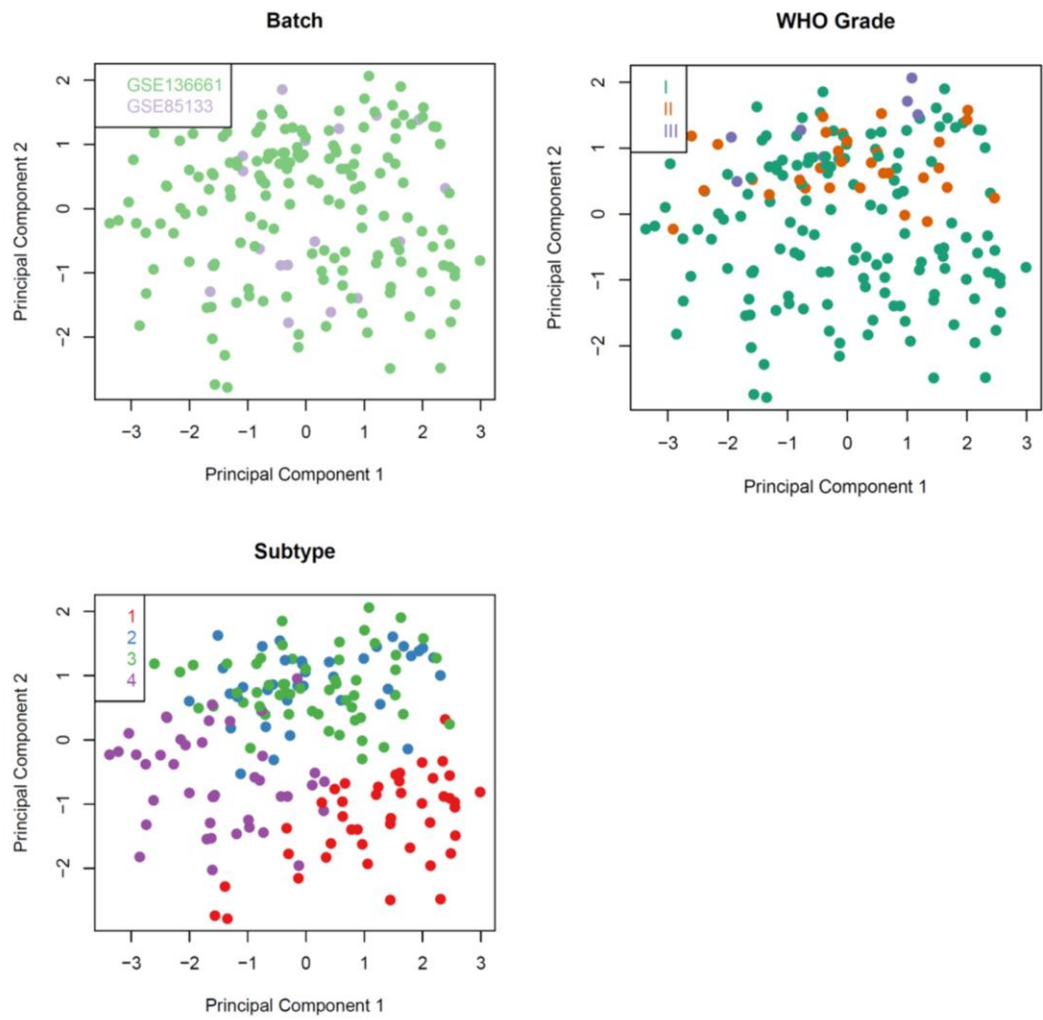 Batch
GSE136661
GSE85133
2
1
0
−1
−2
Principal Component 2
−3 −2 −1 0 1 2 3
Principal Component 1
WHO Grade
I
II
III
2
1
0
−1
−2
Principal Component 2
−3 −2 −1 0 1 2 3
Principal Component 1
Subtype
1
2
3
4
2
1
0
−1
−2
Principal Component 2
−3 −2 −1 0 1 2 3
Principal Component 1